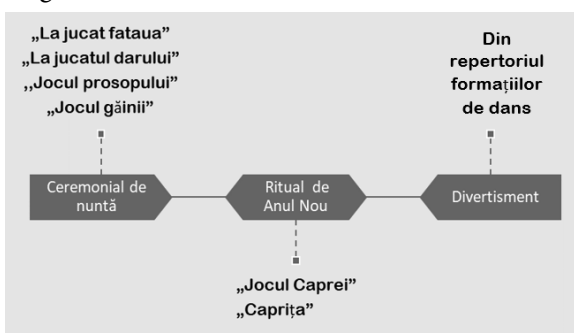 „La jucat fataua”
„La jucatul darului”
,,Jocul prosopului”
„Jocul găinii”
Din
repertoriul
formațiilor
de dans
Ceremonial de
nuntă
Ritual de
Anul Nou
Divertisment
„Jocul Caprei”
„Caprița”